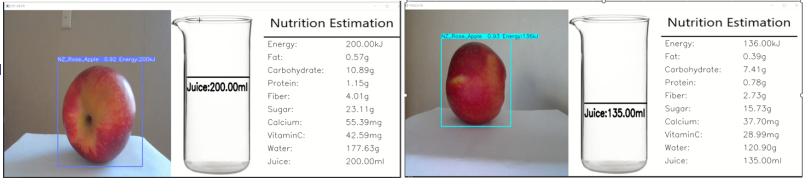 NZ_Rose_Apple 0.92 Energy:200kJ
Juice:200.00ml
Nutrition Estimation
Energy: 200.00kJ
Fat: 0.57g
Carbohydrate: 10.89g
Protein: 1.15g
Fiber: 4.01g
Sugar: 23.11g
Calcium: 55.39mg
VitaminC: 42.59mg
Water: 177.63g
Juice: 200.00ml
NZ_Rose_Apple 0.93 Energy:136kJ
Juice:135.00ml
Nutrition Estimation
Energy: 136.00kJ
Fat: 0.39g
Carbohydrate: 7.41g
Protein: 0.78g
Fiber: 2.73g
Sugar: 15.73g
Calcium: 37.70mg
VitaminC: 28.99mg
Water: 120.90g
Juice: 135.00ml